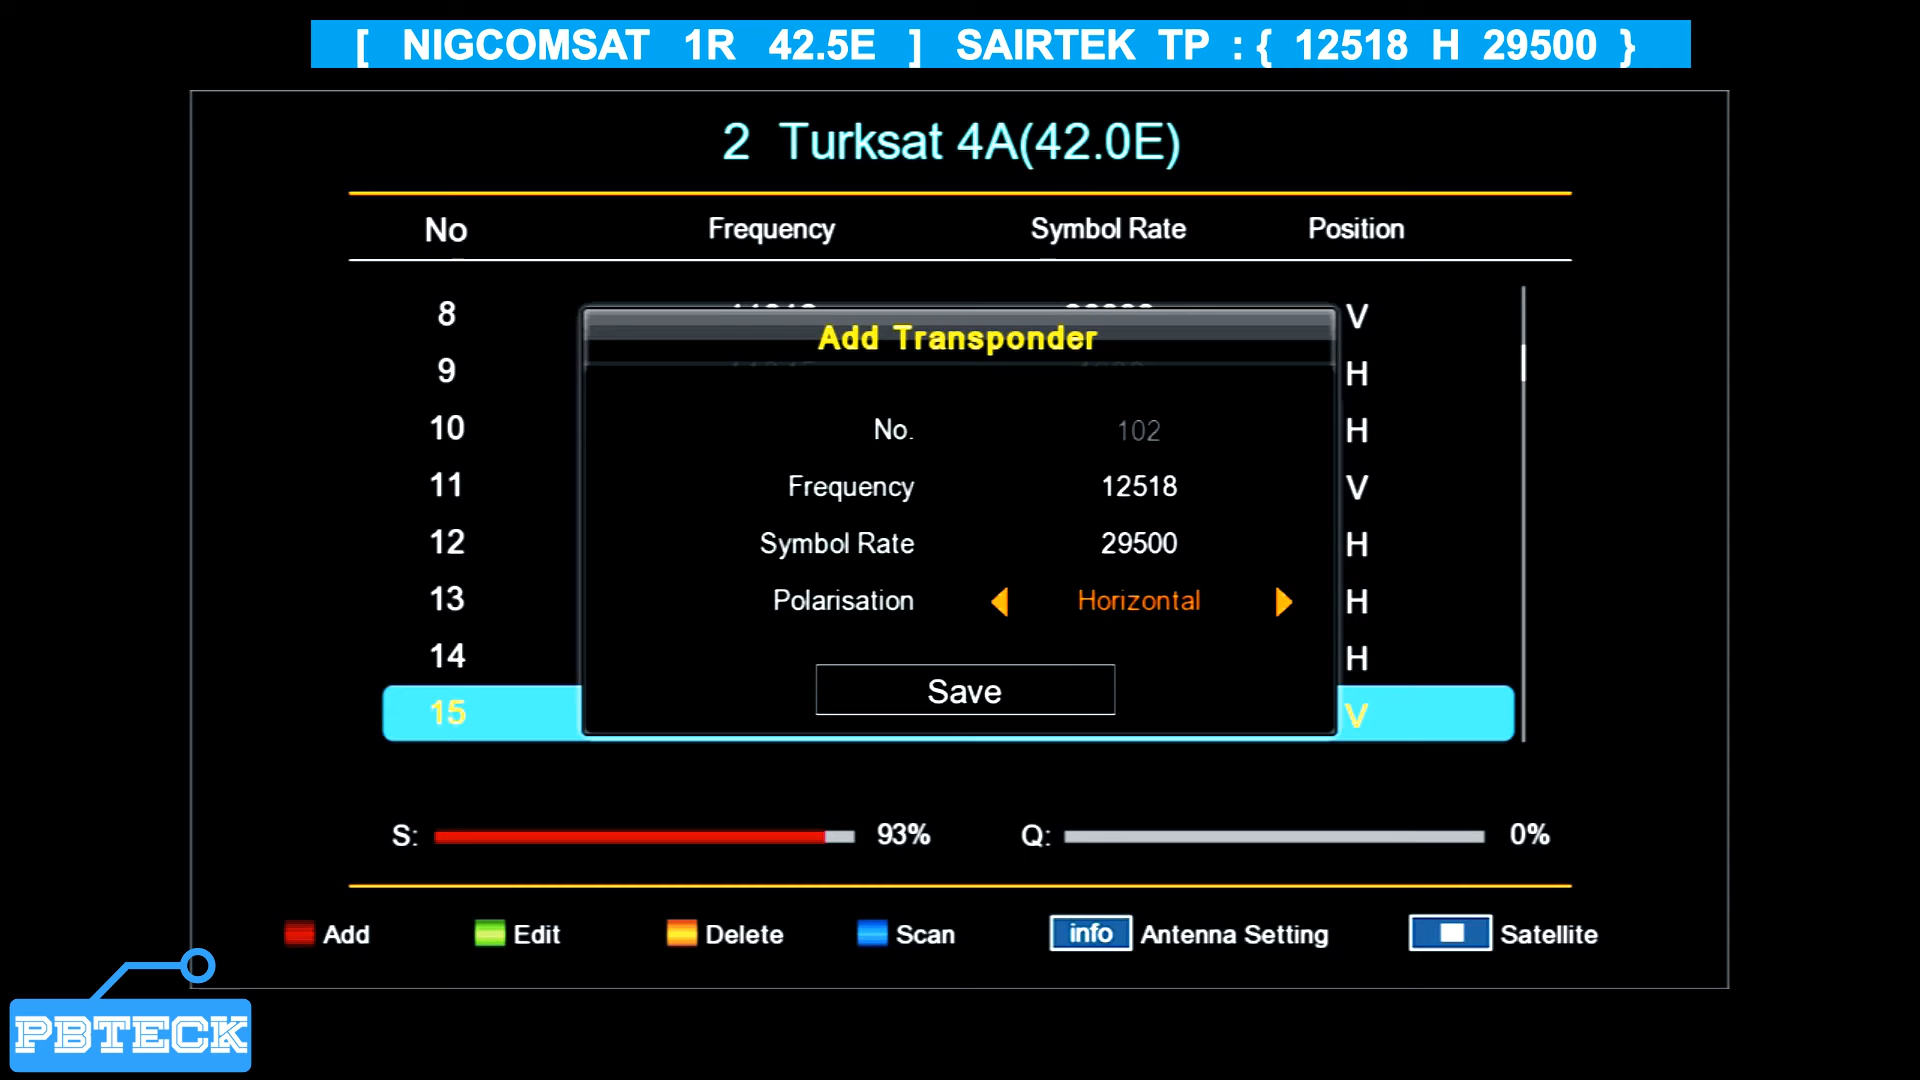 [ NIGCOMSAT 1R 42.5E ] SAIRTEK TP : { 12518 H 29500 }
2 Turksat 4A(42.0E)
No Frequency Symbol Rate Position
8 V
Add Transponder
9 H
10 No. 102 H
11 Frequency 12518 V
12 Symbol Rate 29500 H
13 Polarisation Horizontal H
14 H
Save
15 V
S: 93% Q: 0%
Add Edit Delete Scan info Antenna Setting Satellite
PBTECK